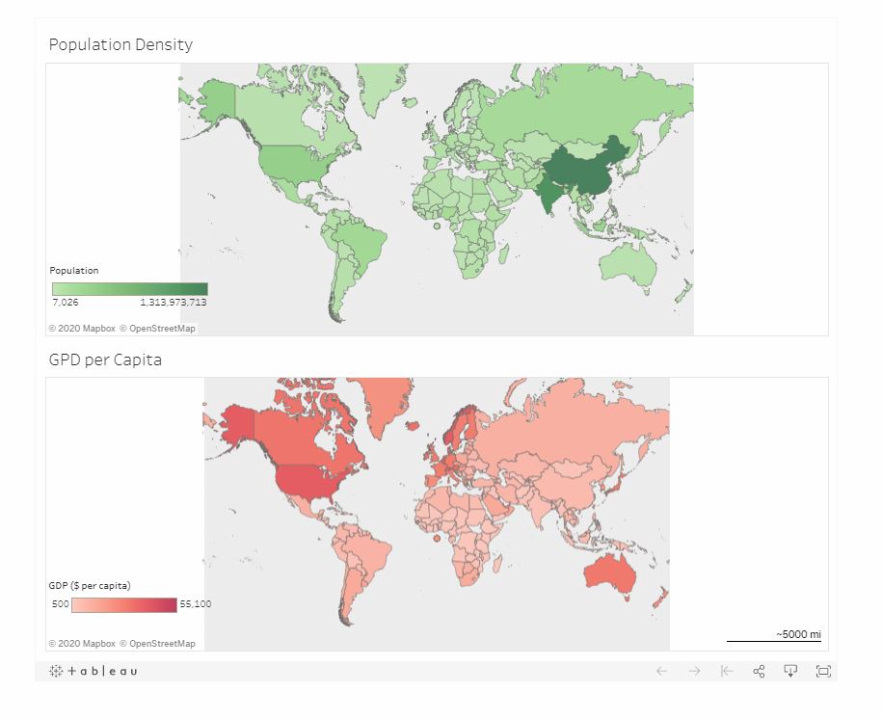 Population Density
Population
7,026 1,313,973,713
© 2020 Mapbox © OpenStreetMap
GPD per Capita
GDP ($ per capita)
500 55,100
© 2020 Mapbox © OpenStreetMap
~5000 mi
+ableau